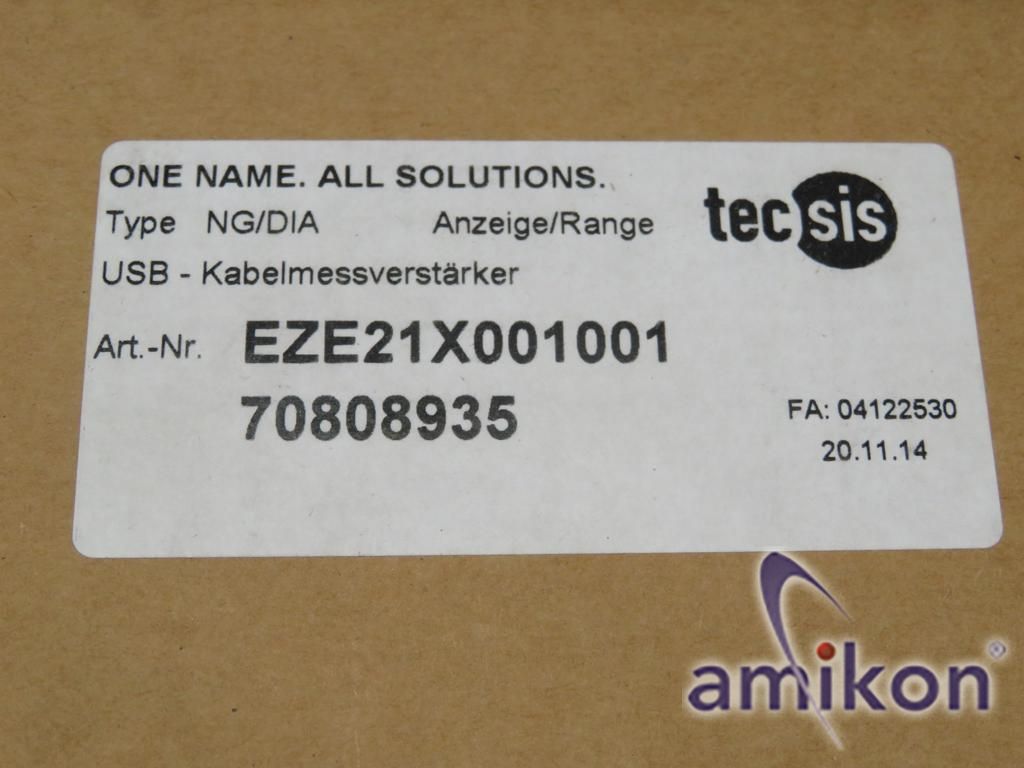 ONE NAME. ALL SOLUTIONS.
tecsis
Type NG/DIA Anzeige/Range
USB - Kabelmessverstärker
Art.-Nr. EZE21X001001
70808935
FA: 04122530
20.11.14
amikon®